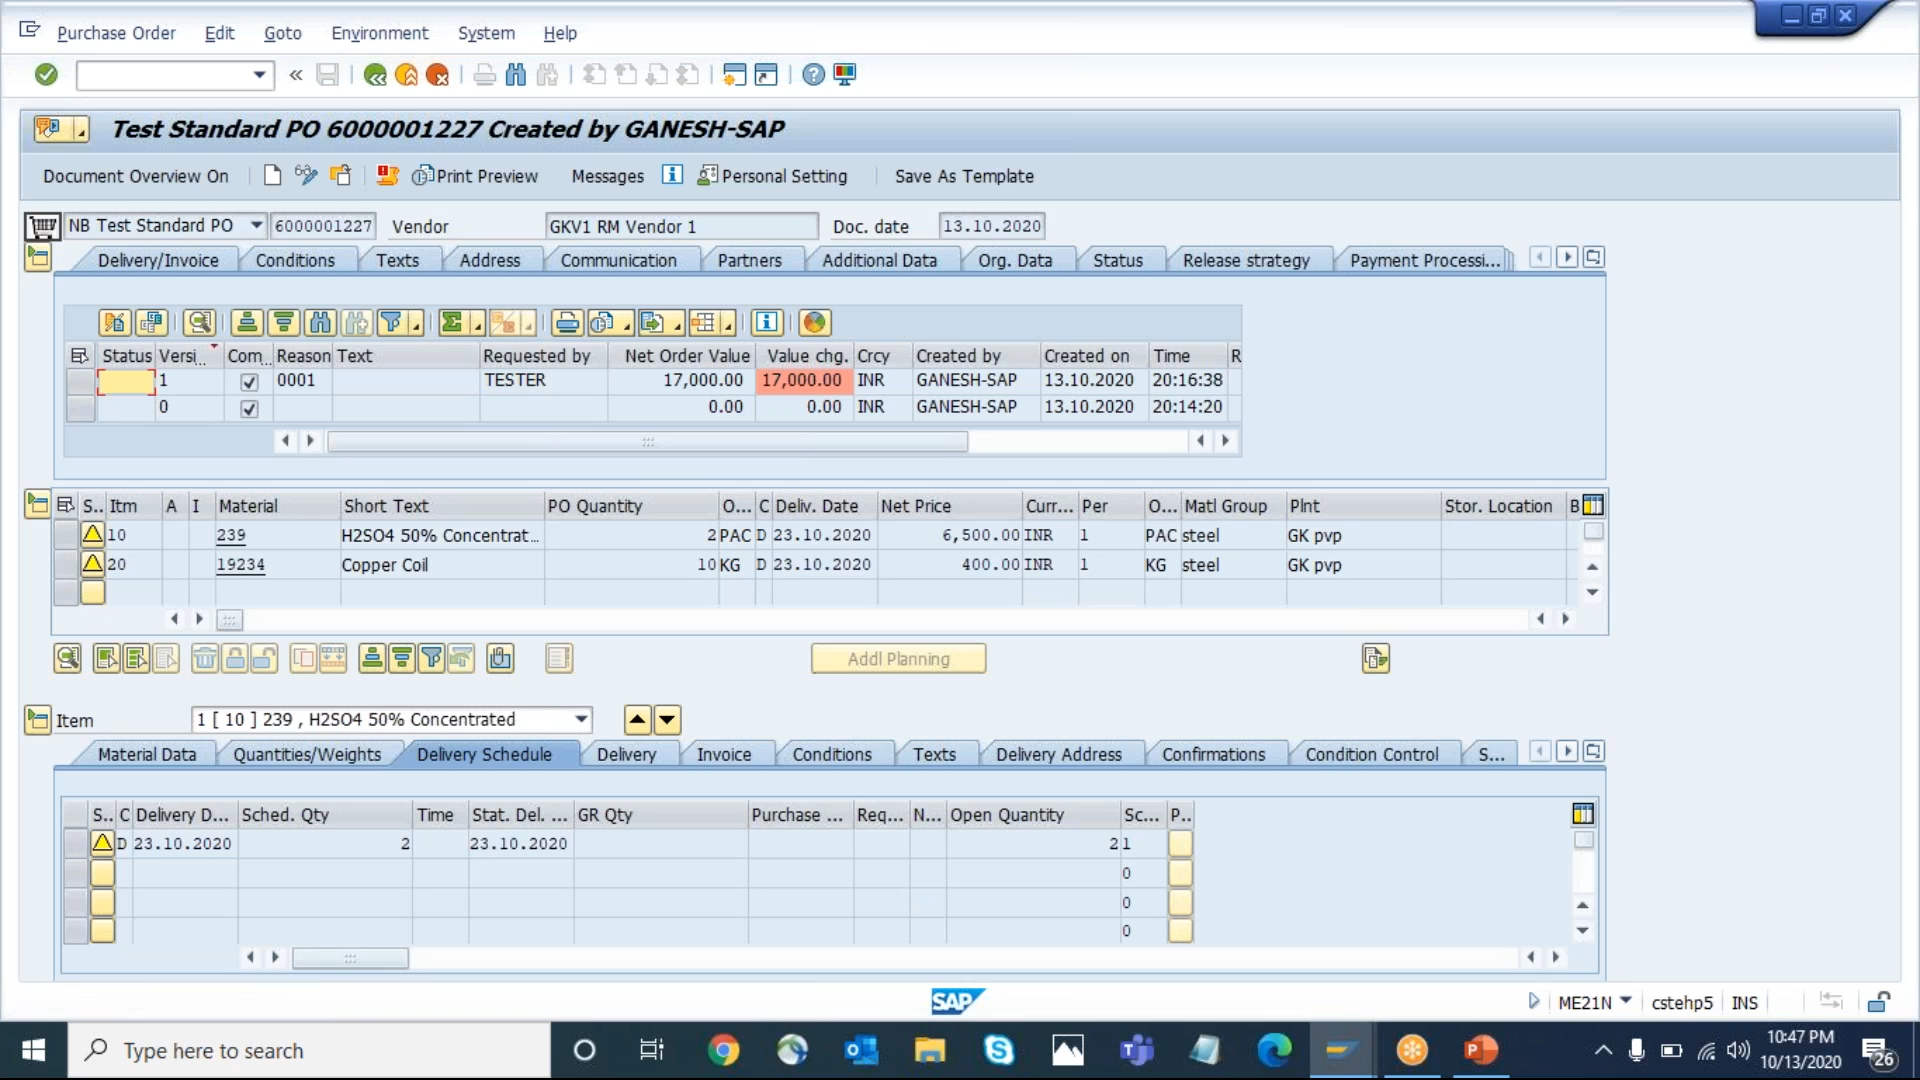 Purchase Order Edit Goto Environment System Help
Test Standard PO 6000001227 Created by GANESH-SAP
Document Overview On Print Preview Messages Personal Setting Save As Template
NB Test Standard PO 6000001227 Vendor GKV1 RM Vendor 1 Doc. date 13.10.2020
Delivery/Invoice Conditions Texts Address Communication Partners Additional Data Org. Data Status Release strategy Payment Processi...
Status Versi.. Com.. Reason Text Requested by Net Order Value Value chg. Crcy Created by Created on Time R
1 0001 TESTER 17,000.00 17,000.00 INR GANESH-SAP 13.10.2020 20:16:38
0 0.00 0.00 INR GANESH-SAP 13.10.2020 20:14:20
S.. Itm A I Material Short Text PO Quantity O... C Deliv. Date Net Price Curr... Per O... Matl Group Plnt Stor. Location B
10 239 H2SO4 50% Concentrat... 2 PAC D 23.10.2020 6,500.00 INR 1 PAC steel GK pvp
20 19234 Copper Coil 10 KG D 23.10.2020 400.00 INR 1 KG steel GK pvp
Addl Planning
Item 1 [ 10 ] 239 , H2SO4 50% Concentrated
Material Data Quantities/Weights Delivery Schedule Delivery Invoice Conditions Texts Delivery Address Confirmations Condition Control S...
S.. C Delivery D... Sched. Qty Time Stat. Del. ... GR Qty Purchase ... Req... N... Open Quantity Sc... P..
D 23.10.2020 2 23.10.2020 2 1
0
0
0
SAP
ME21N cstehp5 INS
Type here to search
10:47 PM
10/13/2020
26